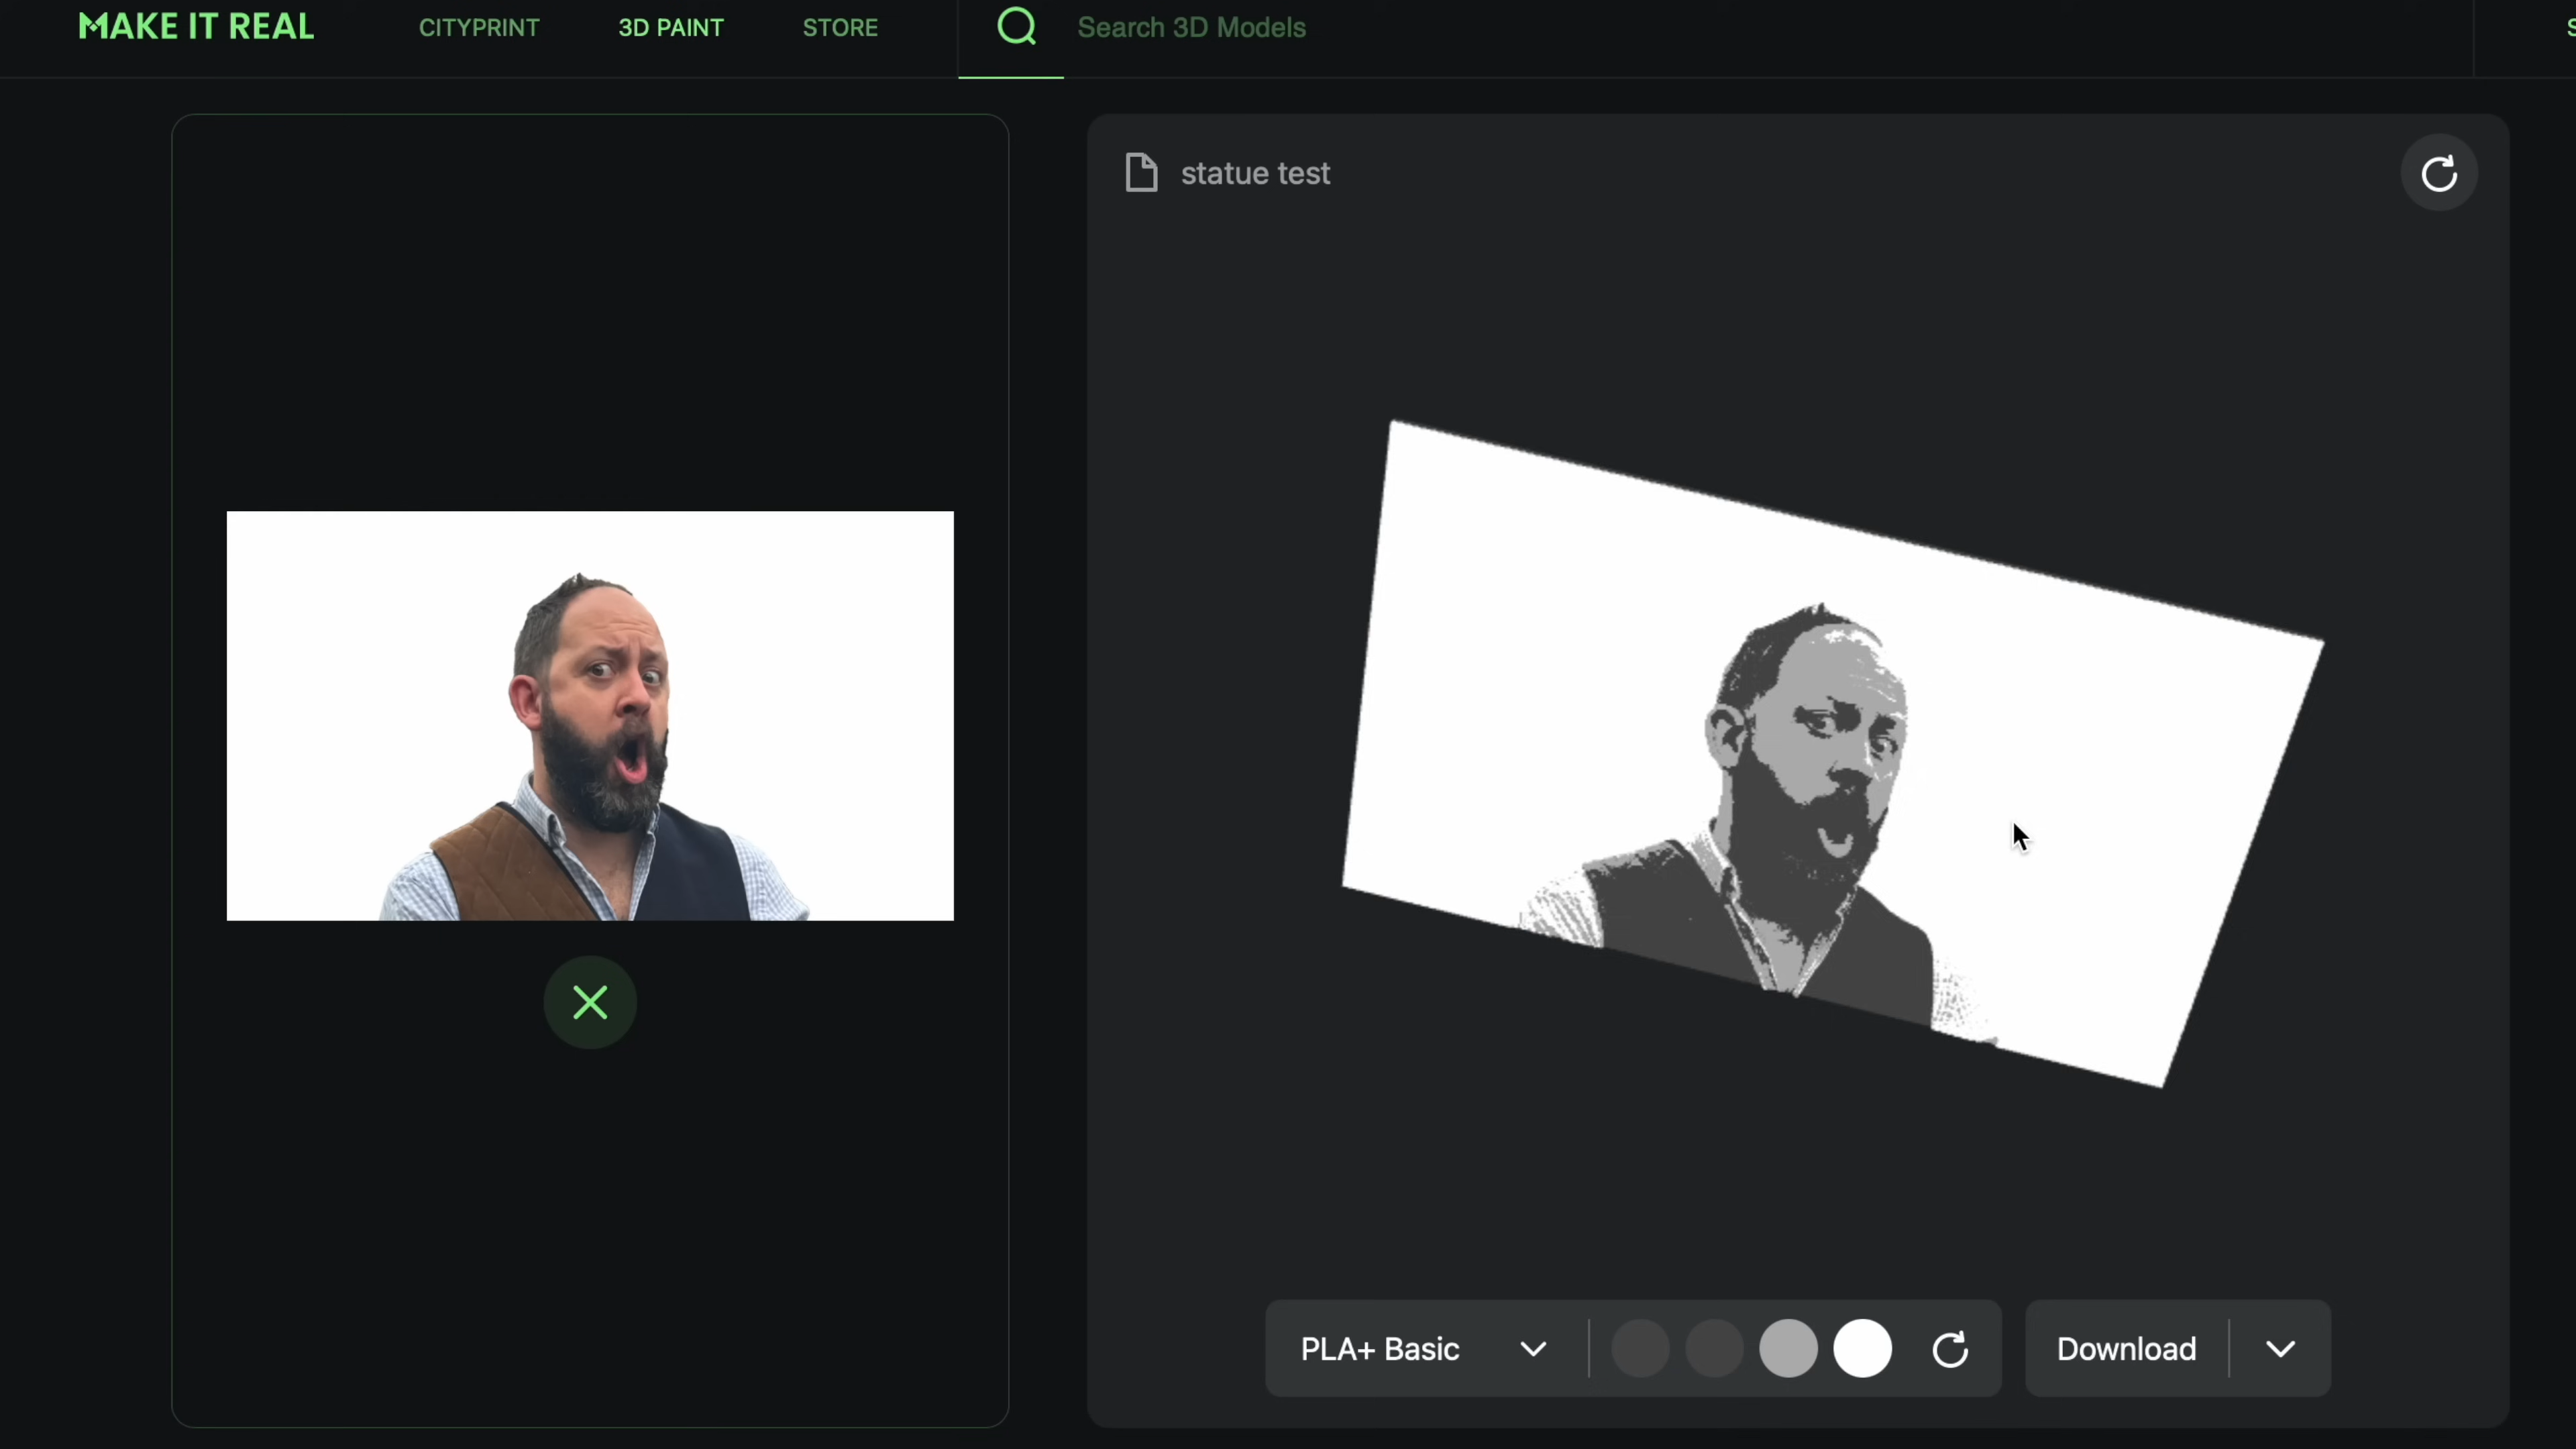 MAKE IT REAL
CITYPRINT
3D PAINT
STORE
Search 3D Models
statue test
PLA+ Basic
Download